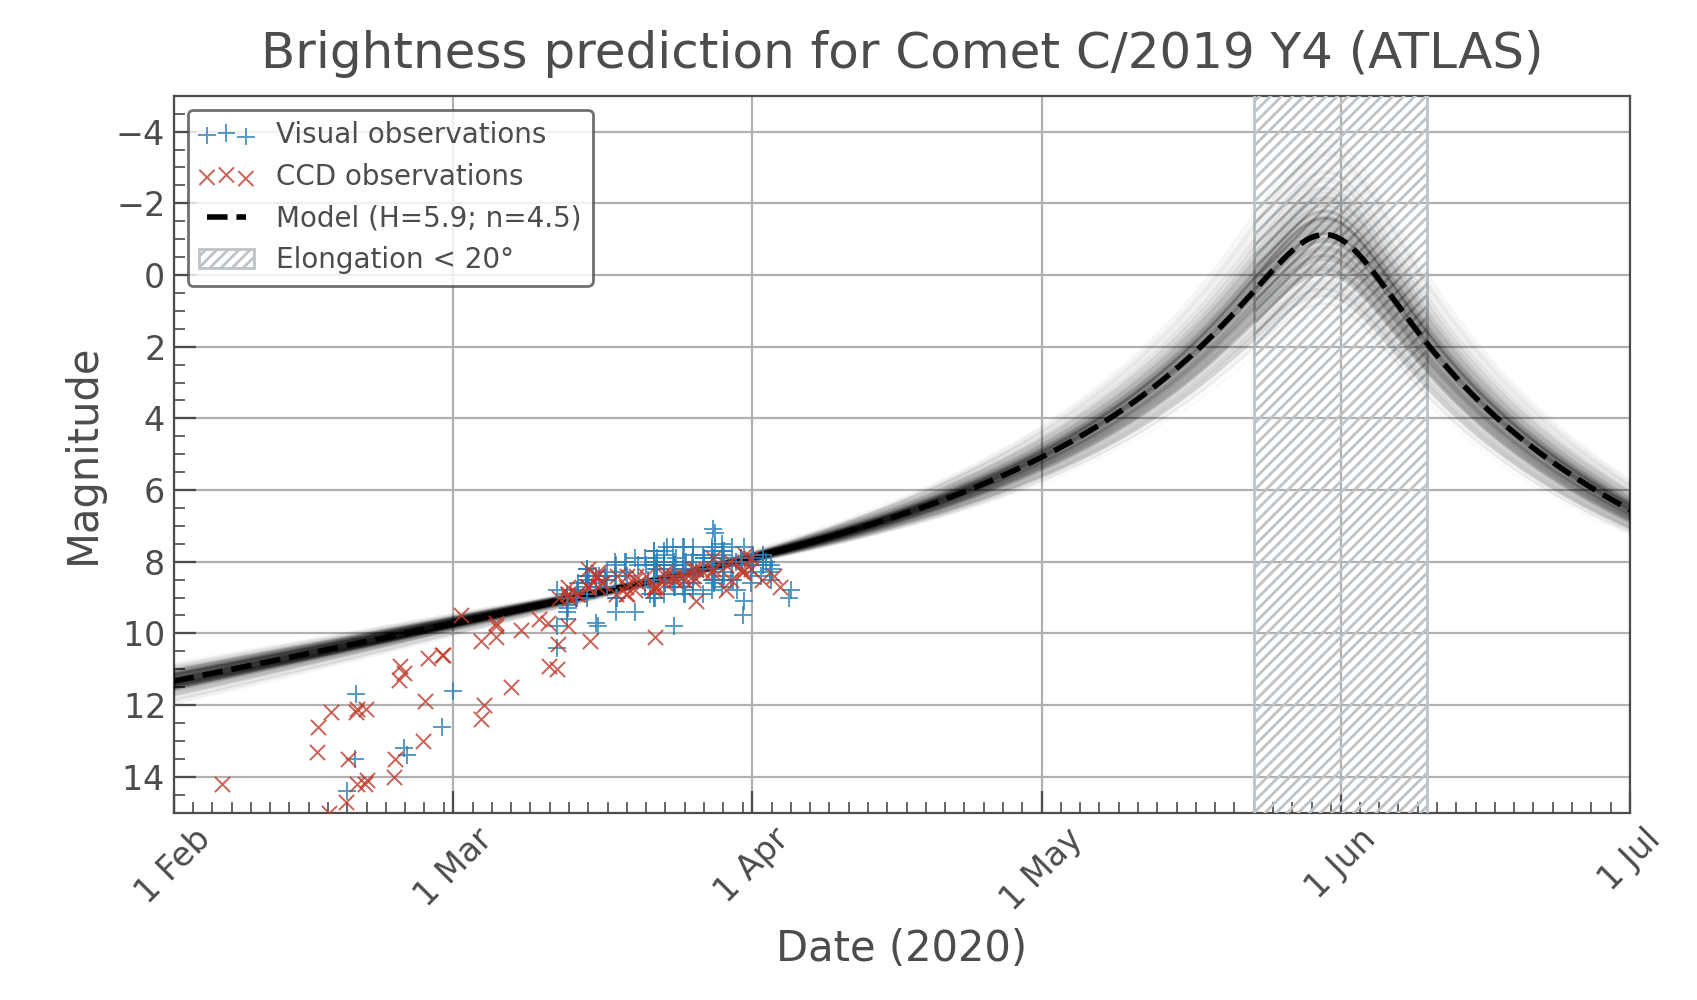 Brightness prediction for Comet C/2019 Y4 (ATLAS)
Visual observations
CCD observations
Model (H=5.9; n=4.5)
Elongation < 20°
Magnitude
−4
−2
0
2
4
6
8
10
12
14
1 Feb
1 Mar
1 Apr
1 May
1 Jun
1 Jul
Date (2020)